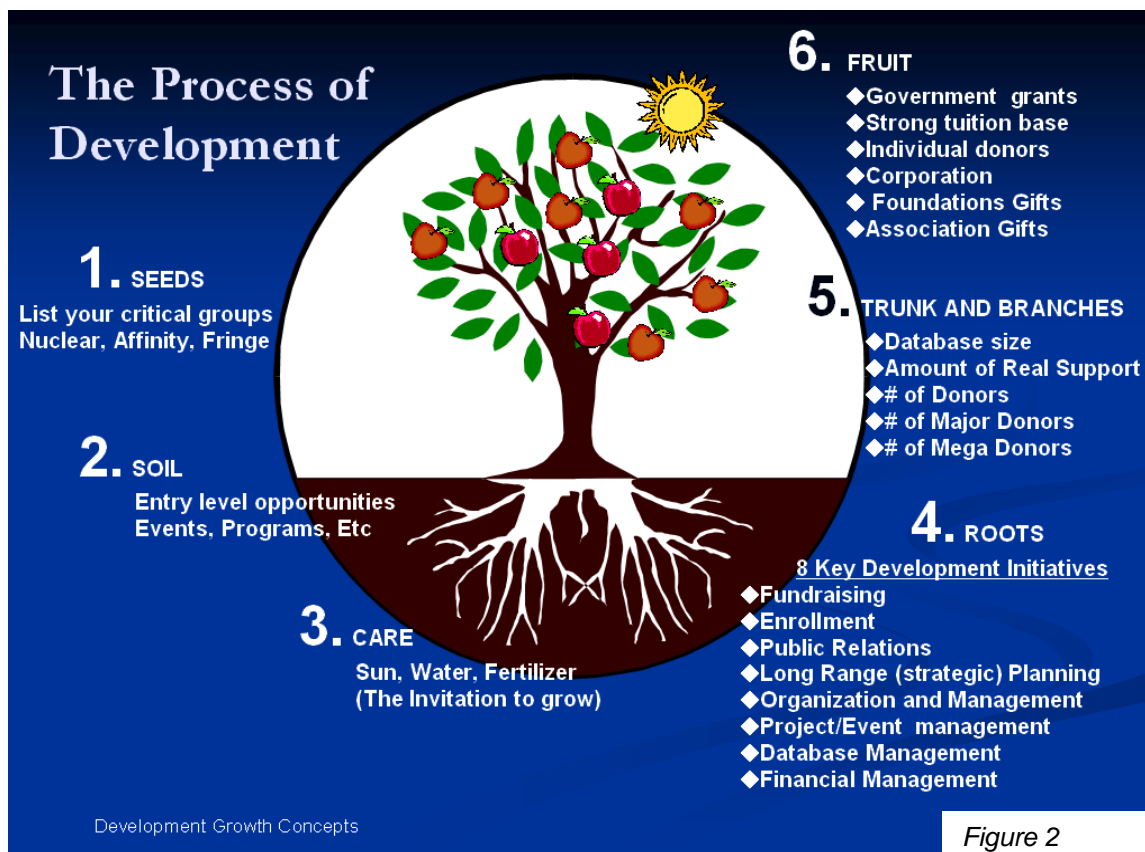 The Process of
Development
1. SEEDS
List your critical groups
Nuclear, Affinity, Fringe
2. SOIL
Entry level opportunities
Events, Programs, Etc
3. CARE
Sun, Water, Fertilizer
(The Invitation to grow)
4. ROOTS
8 Key Development Initiatives
◆Fundraising
◆Enrollment
◆Public Relations
◆Long Range (strategic) Planning
◆Organization and Management
◆Project/Event management
◆Database Management
◆Financial Management
5. TRUNK AND BRANCHES
◆Database size
◆Amount of Real Support
◆# of Donors
◆# of Major Donors
◆# of Mega Donors
6. FRUIT
◆Government grants
◆Strong tuition base
◆Individual donors
◆Corporation
◆ Foundations Gifts
◆Association Gifts
Development Growth Concepts
Figure 2